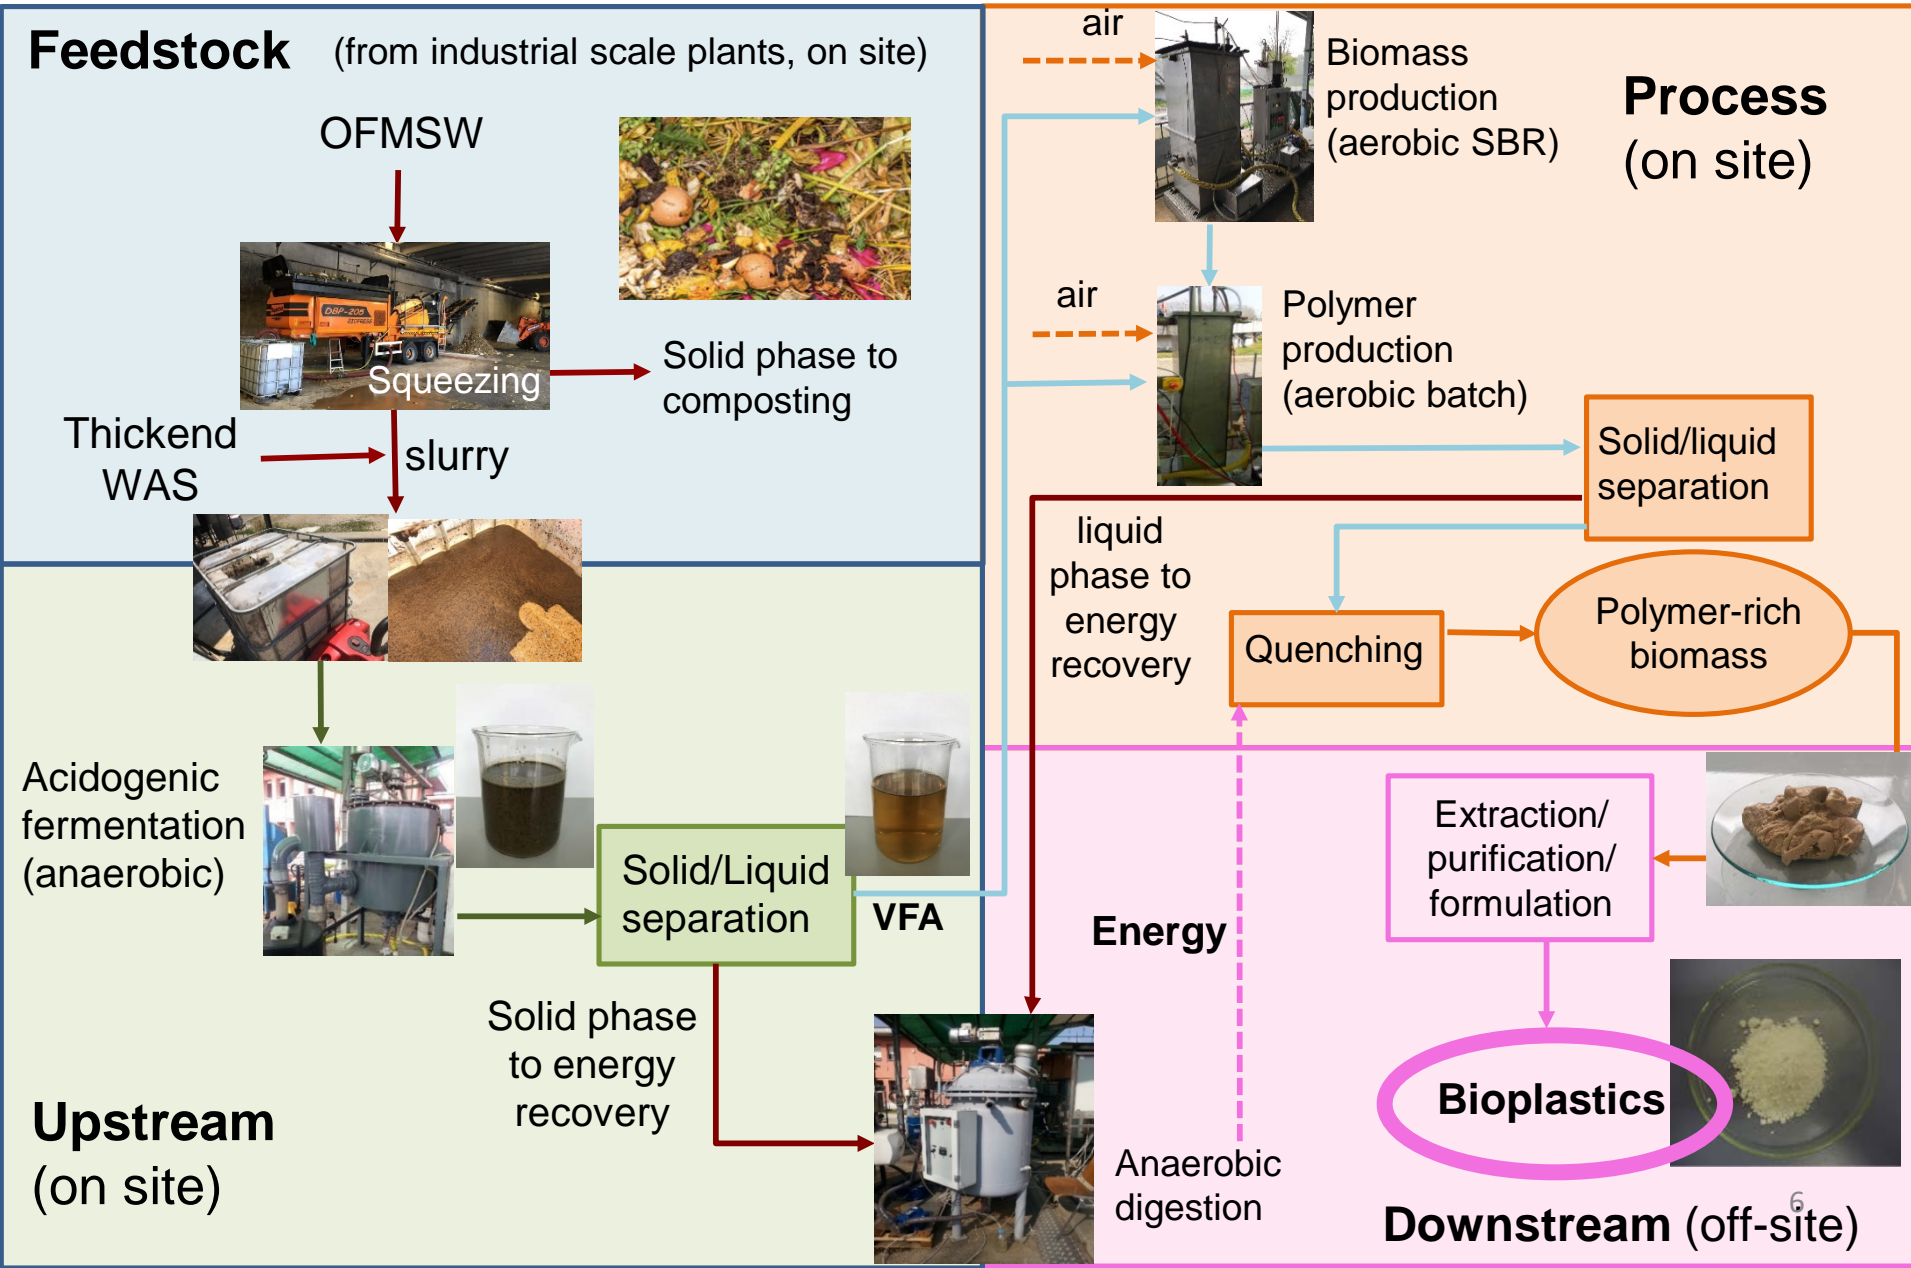 Feedstock (from industrial scale plants, on site)
OFMSW
DBP-205
Squeezing
Solid phase to
composting
Thickend
WAS
slurry
Acidogenic
fermentation
(anaerobic)
Solid/Liquid
separation
VFA
Solid phase
to energy
recovery
Upstream
(on site)
air
Biomass
production
(aerobic SBR)
Process
(on site)
air
Polymer
production
(aerobic batch)
Solid/liquid
separation
liquid
phase to
energy
recovery
Quenching
Polymer-rich
biomass
Extraction/
purification/
formulation
Energy
Bioplastics
Anaerobic
digestion
Downstream (off-site)
6